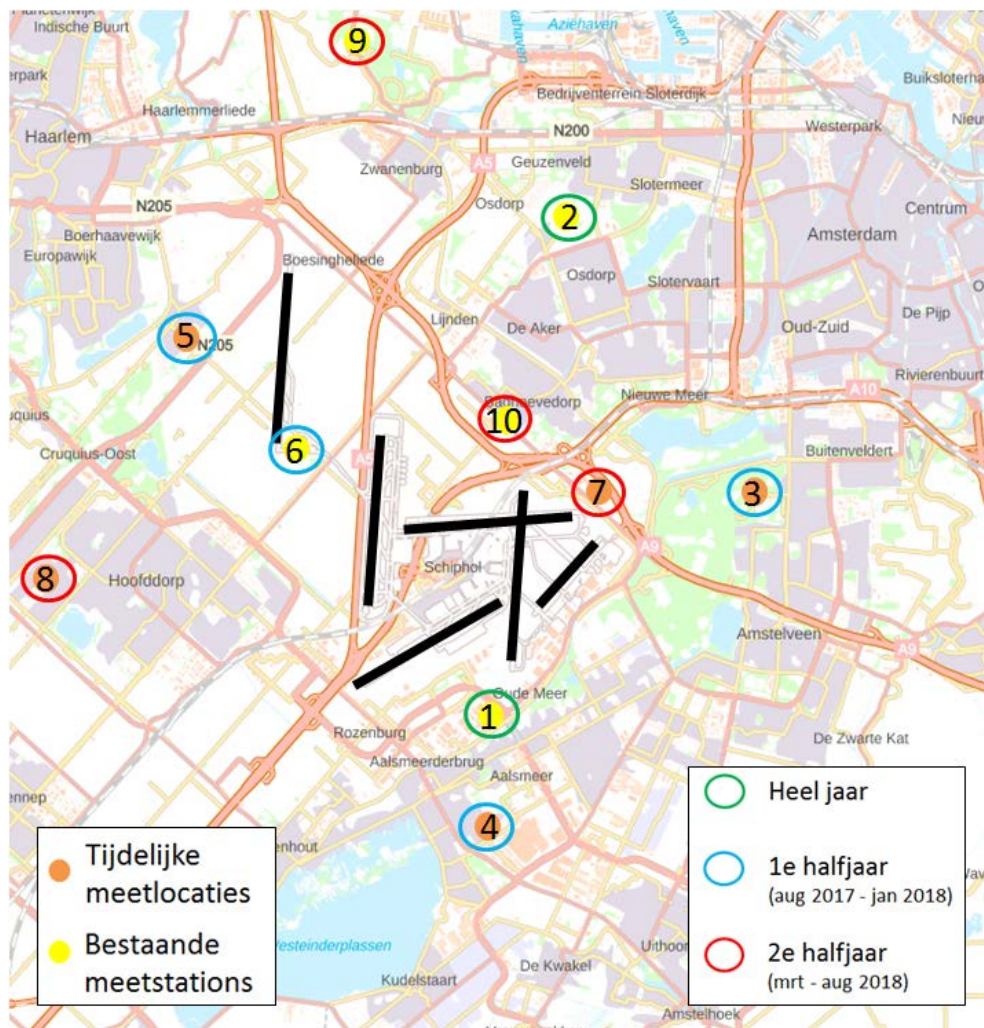 Planetenwijk
Indische Buurt
9
Aziëhaven
Bedrijventerrein Sloterdijk
Buiksloterham
Haarlemmerliede
Haarlem
N200
Westerpark
Zwanenburg
A5
Geuzenveld
Slotermeer
N205
Osdorp
2
Centrum
Boerhaavewijk
Amsterdam
Europawijk
Boesingheliede
Osdorp
Slotervaart
5
N205
Lijnden
De Aker
Oud-Zuid
De Pijp
Rivierenbuurt
Nieuwe Meer
A10
10
Cruquius-Oost
6
A5
Buitenveldert
7
3
A9
8
Hoofddorp
Schiphol
Amstelveen
A9
Oude Meer
1
Rozenburg
De Zwarte Kat
Aalsmeerderbrug
Aalsmeer
4
Westeinderplassen
De Kwakel
Kudelstaart
Amstelhoek
Tijdelijke
meetlocaties
Bestaande
meetstations
Heel jaar
1e halfjaar
(aug 2017 - jan 2018)
2e halfjaar
(mrt - aug 2018)